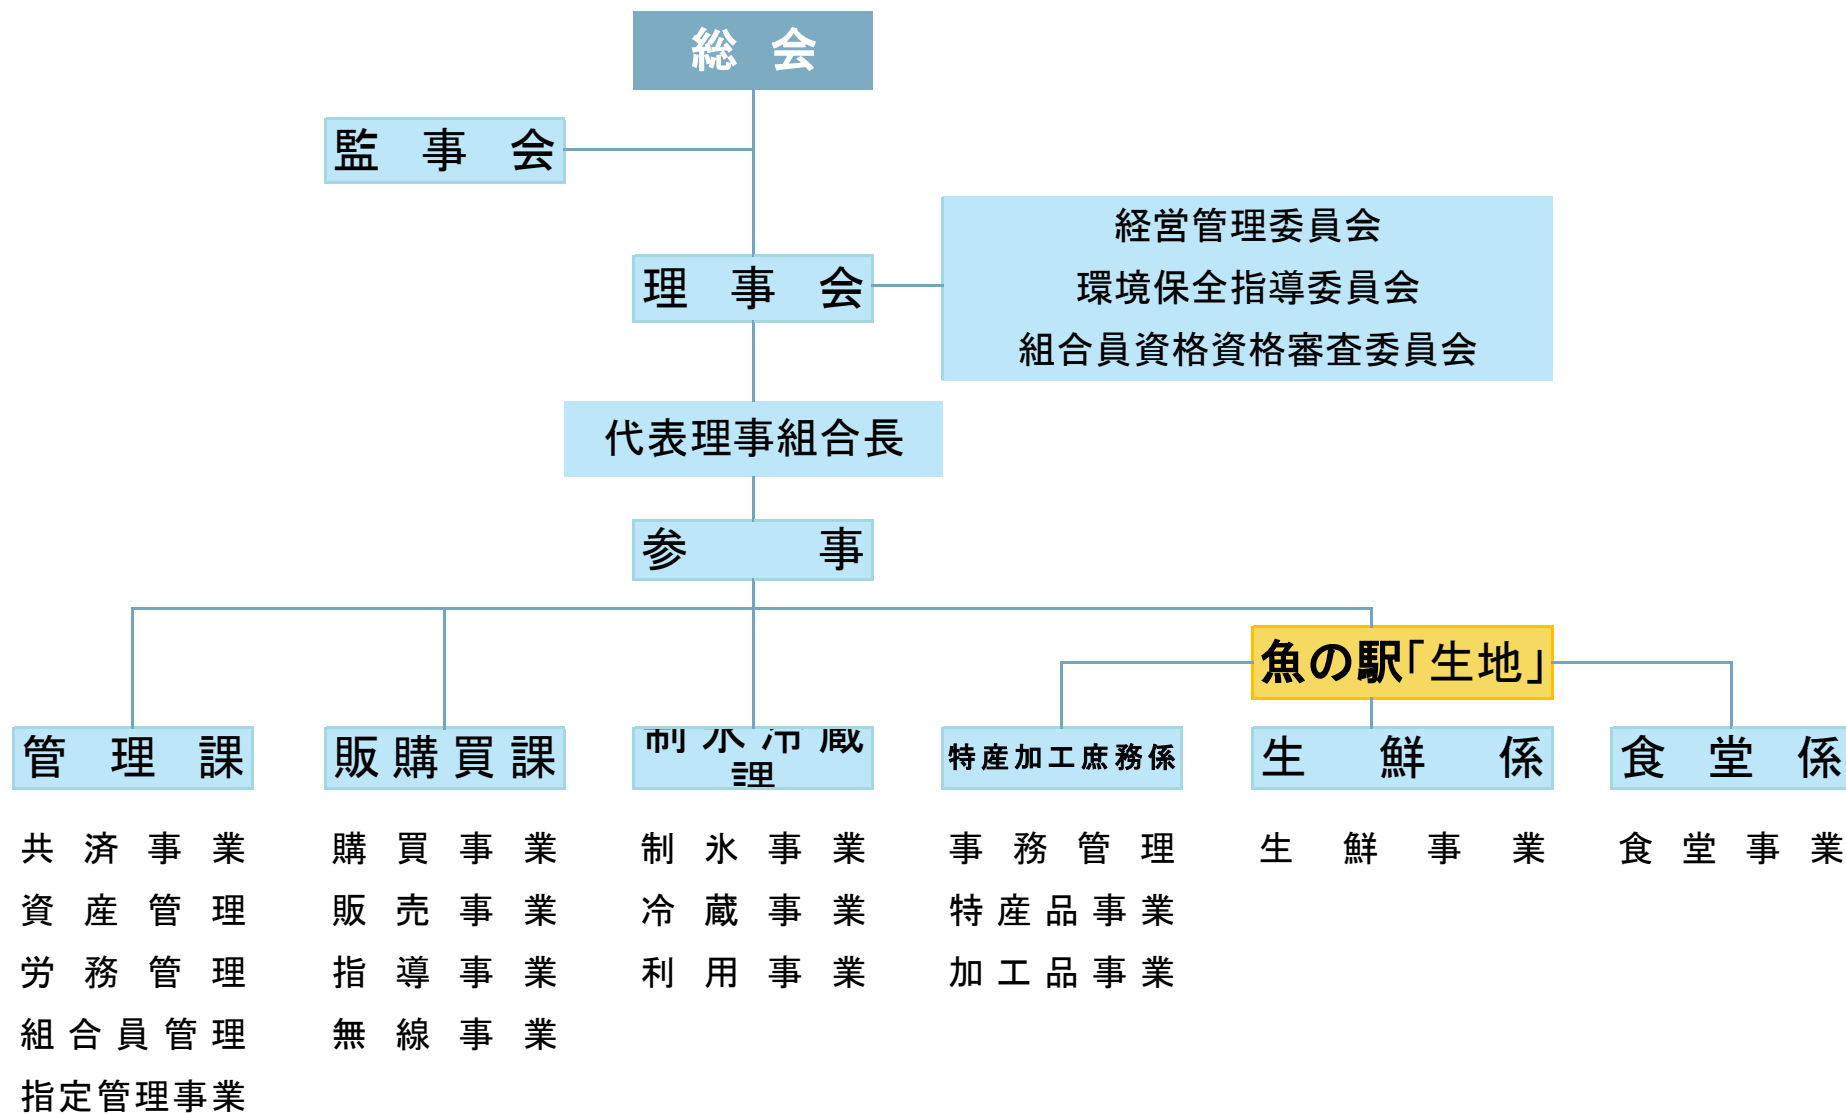 総会
監事会
経営管理委員会
理事会
環境保全指導委員会
組合員資格資格審査委員会
代表理事組合長
参事
魚の駅「生地」
管理課
販購買課
制氷冷蔵
課
特産加工庶務係
生鮮係
食堂係
共済事業
購買事業
制氷事業
事務管理
生鮮事業
食堂事業
資産管理
販売事業
冷蔵事業
特産品事業
労務管理
指導事業
利用事業
加工品事業
組合員管理
無線事業
指定管理事業